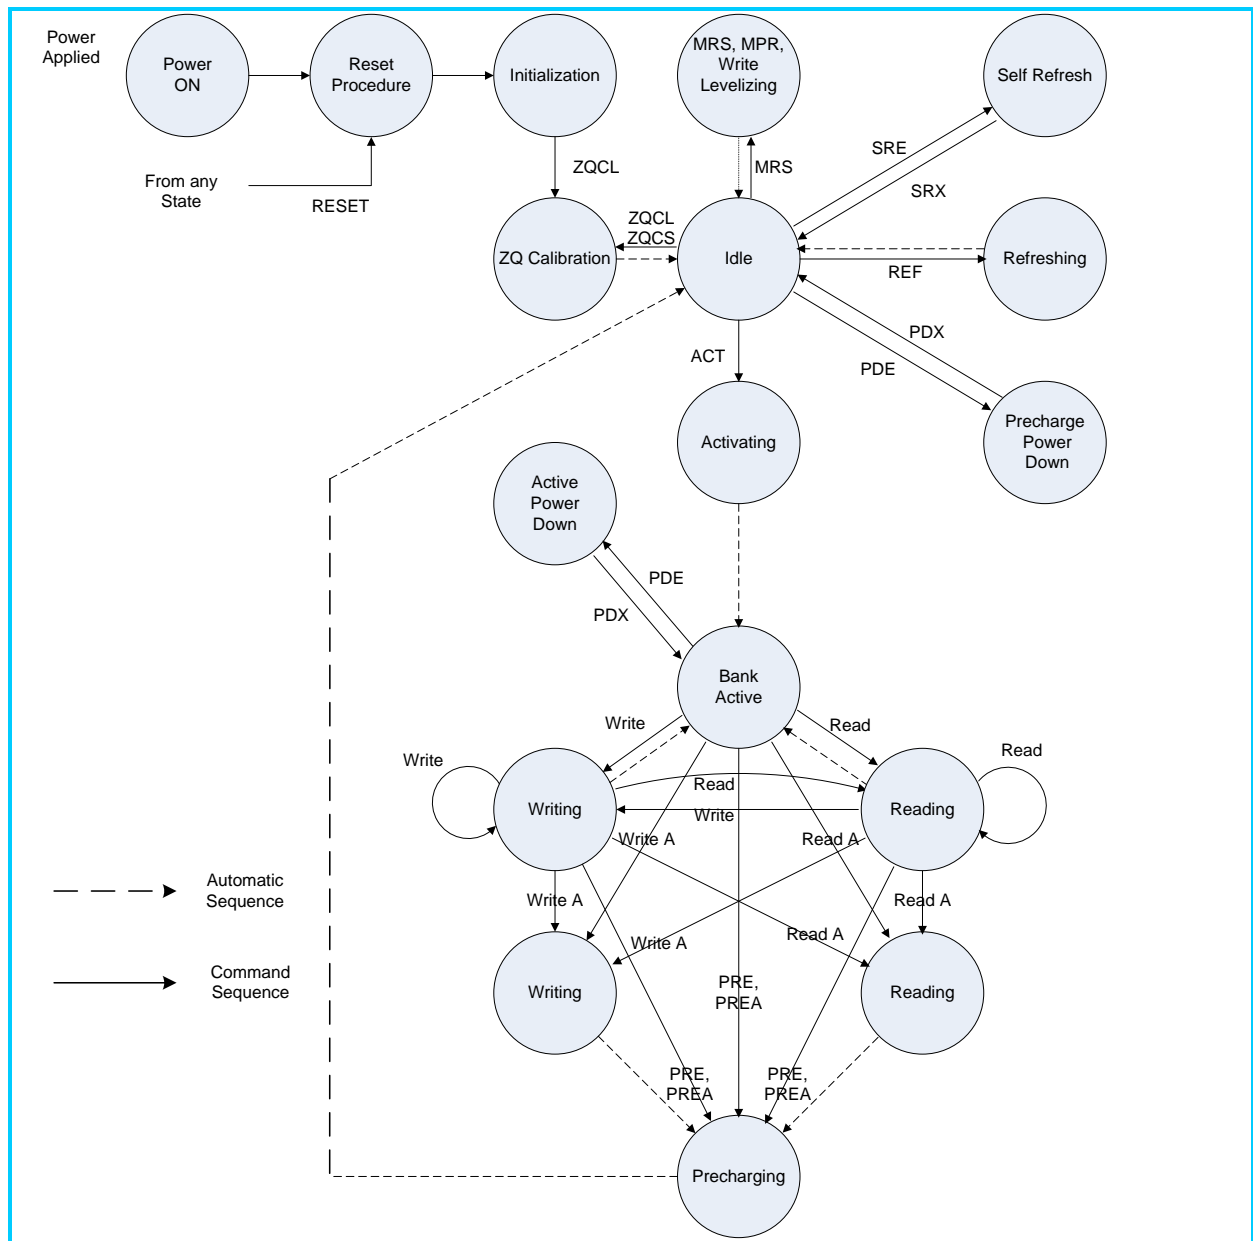 Power
Applied
Power
ON
Reset
Procedure
Initialization
MRS, MPR,
Write
Levelizing
Self Refresh
From any
State
RESET
ZQCL
MRS
SRE
SRX
ZQCL
ZQCS
ZQ Calibration
Idle
REF
Refreshing
ACT
PDX
PDE
Activating
Precharge
Power
Down
Active
Power
Down
PDE
PDX
Bank
Active
Write
Read
Write
Read
Read
Write
Writing
Reading
Write A
Read A
Automatic
Sequence
Write A
Read A
Write A
Read A
Command
Sequence
Writing
Reading
PRE,
PREA
PRE,
PREA
PRE,
PREA
Precharging